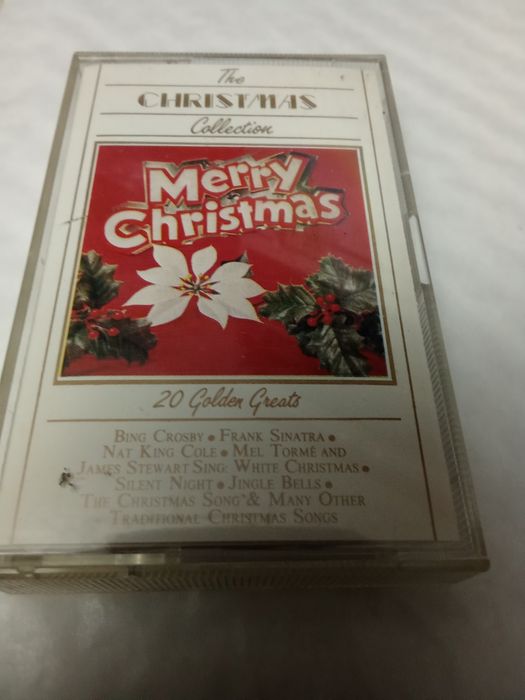 The
CHRISTMAS
Collection
Merry
Christmas
20 Golden Greats
BING CROSBY • FRANK SINATRA •
NAT KING COLE • MEL TORMÉ AND
JAMES STEWART SING: WHITE CHRISTMAS •
SILENT NIGHT • JINGLE BELLS •
THE CHRISTMAS SONG & MANY OTHER
TRADITIONAL CHRISTMAS SONGS